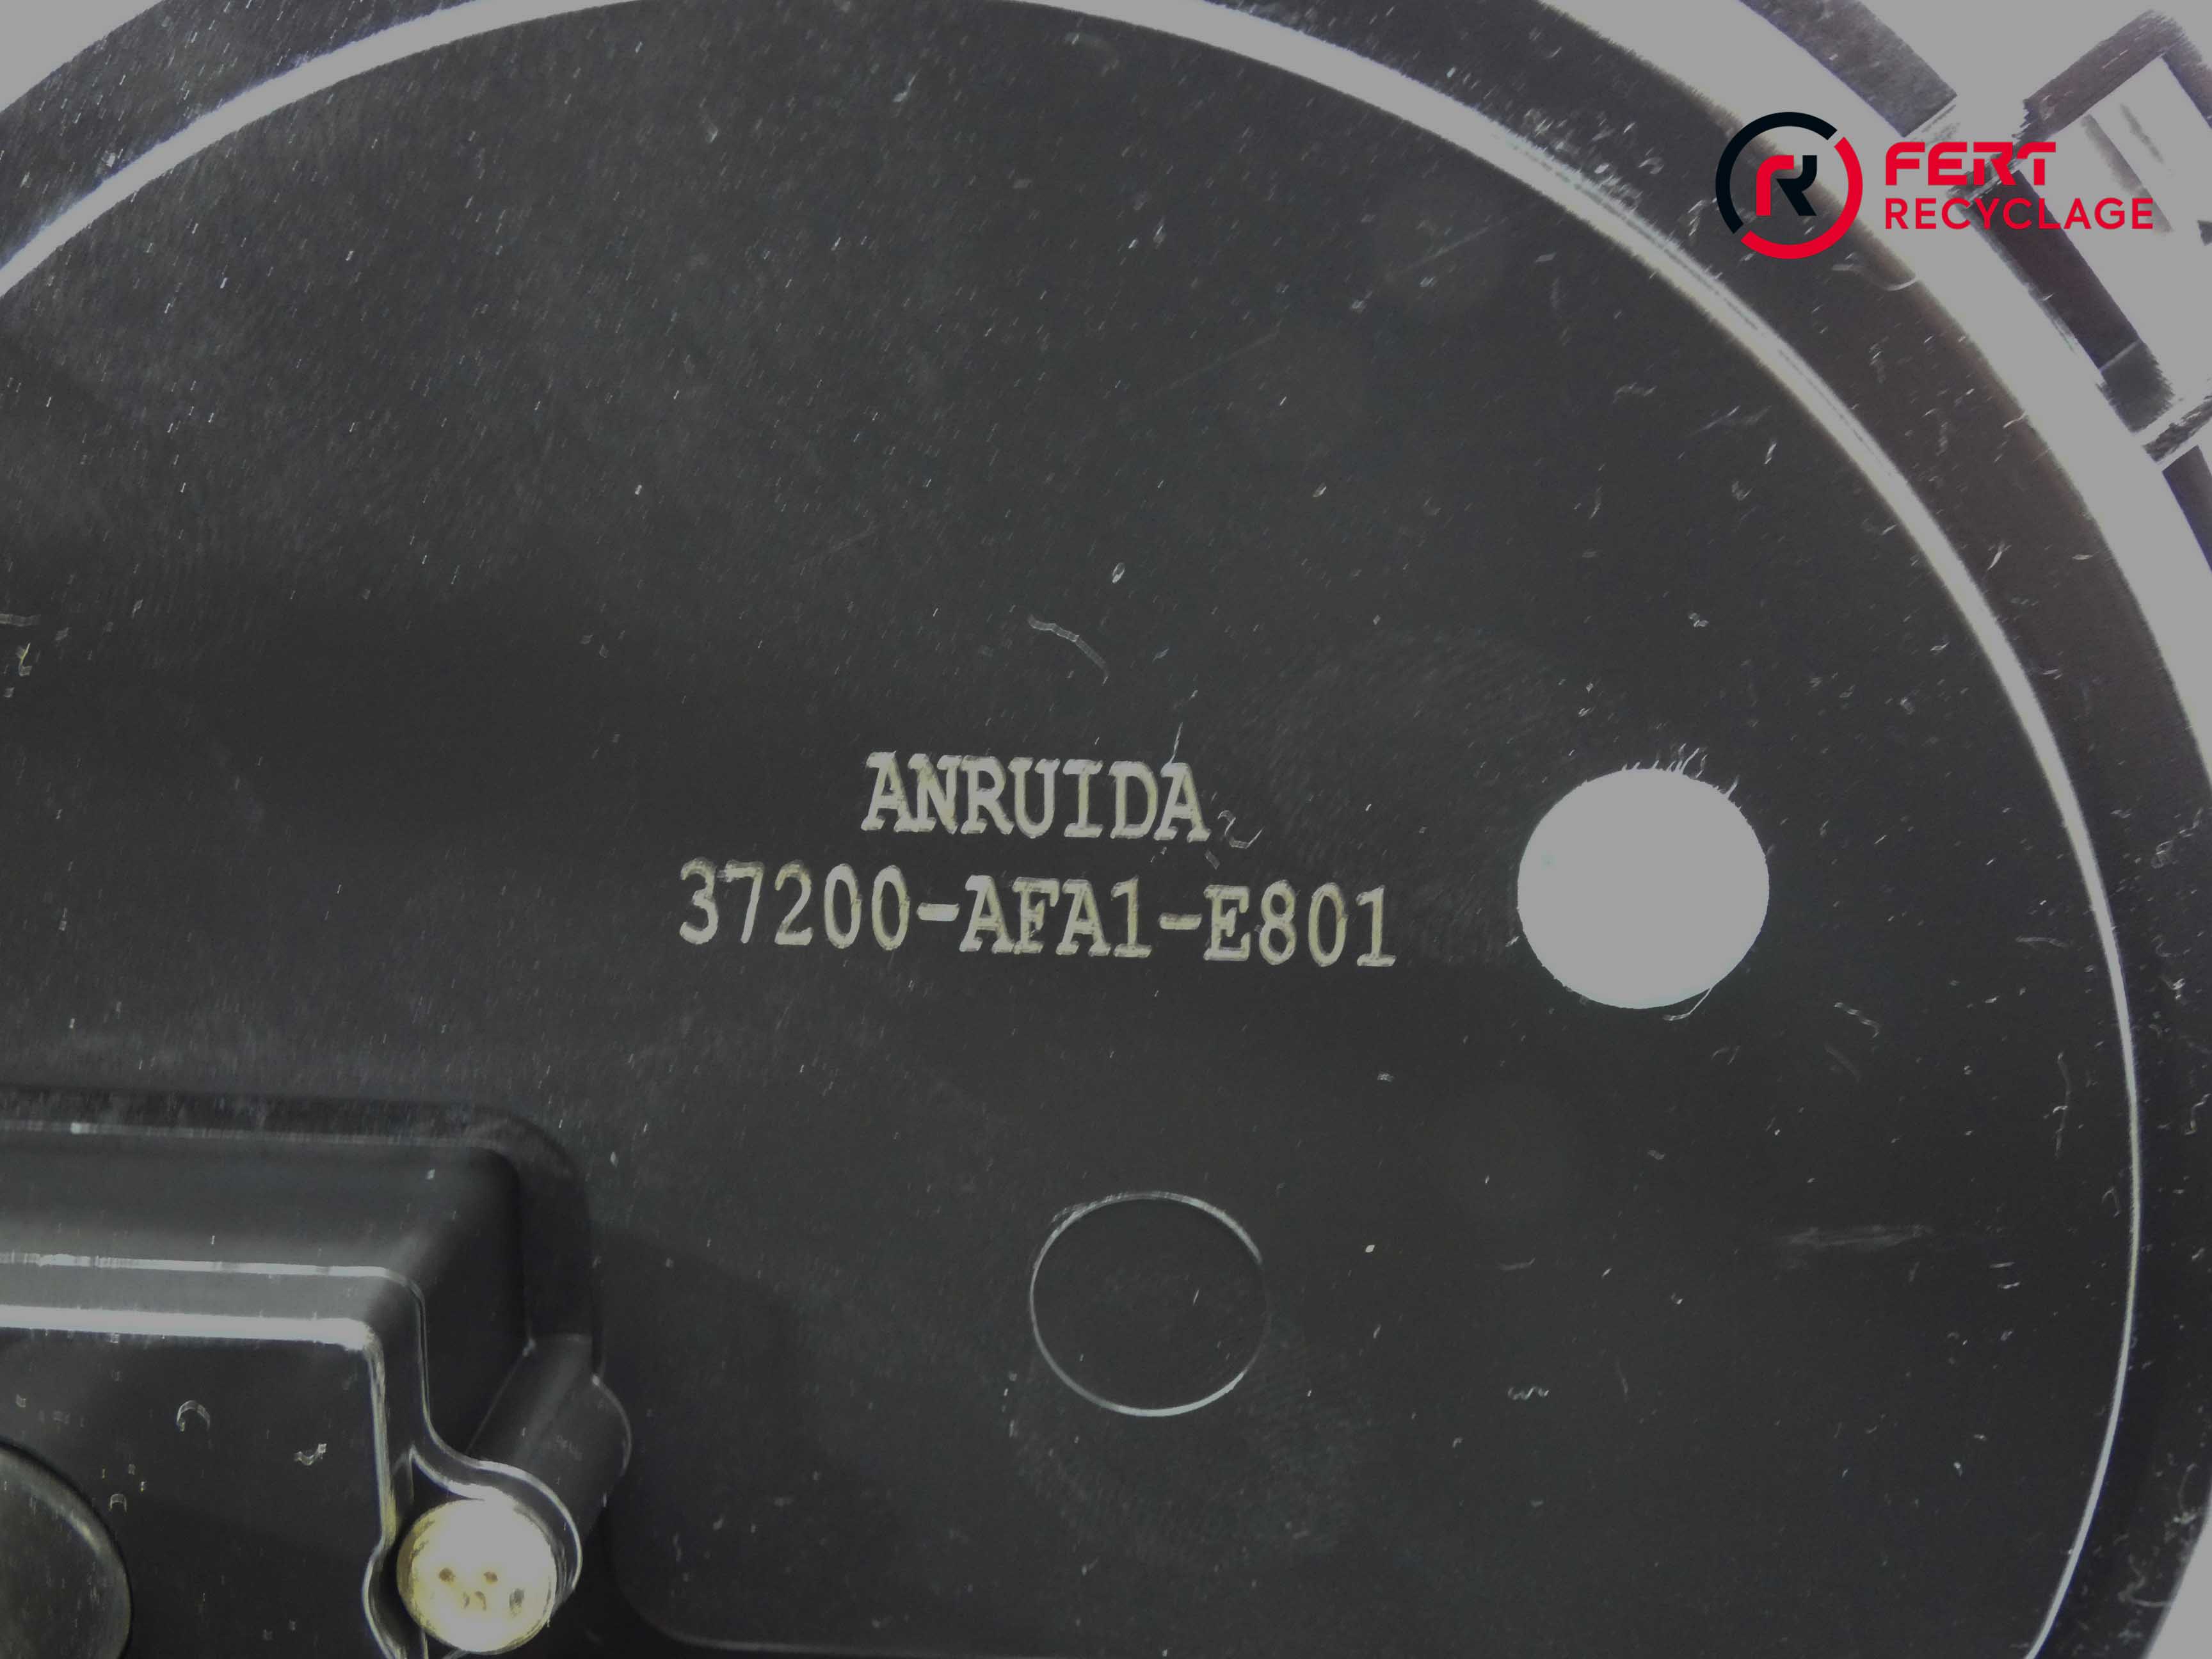 FERT
RECYCLAGE
ANRUIDA
37200-AFA1-E801